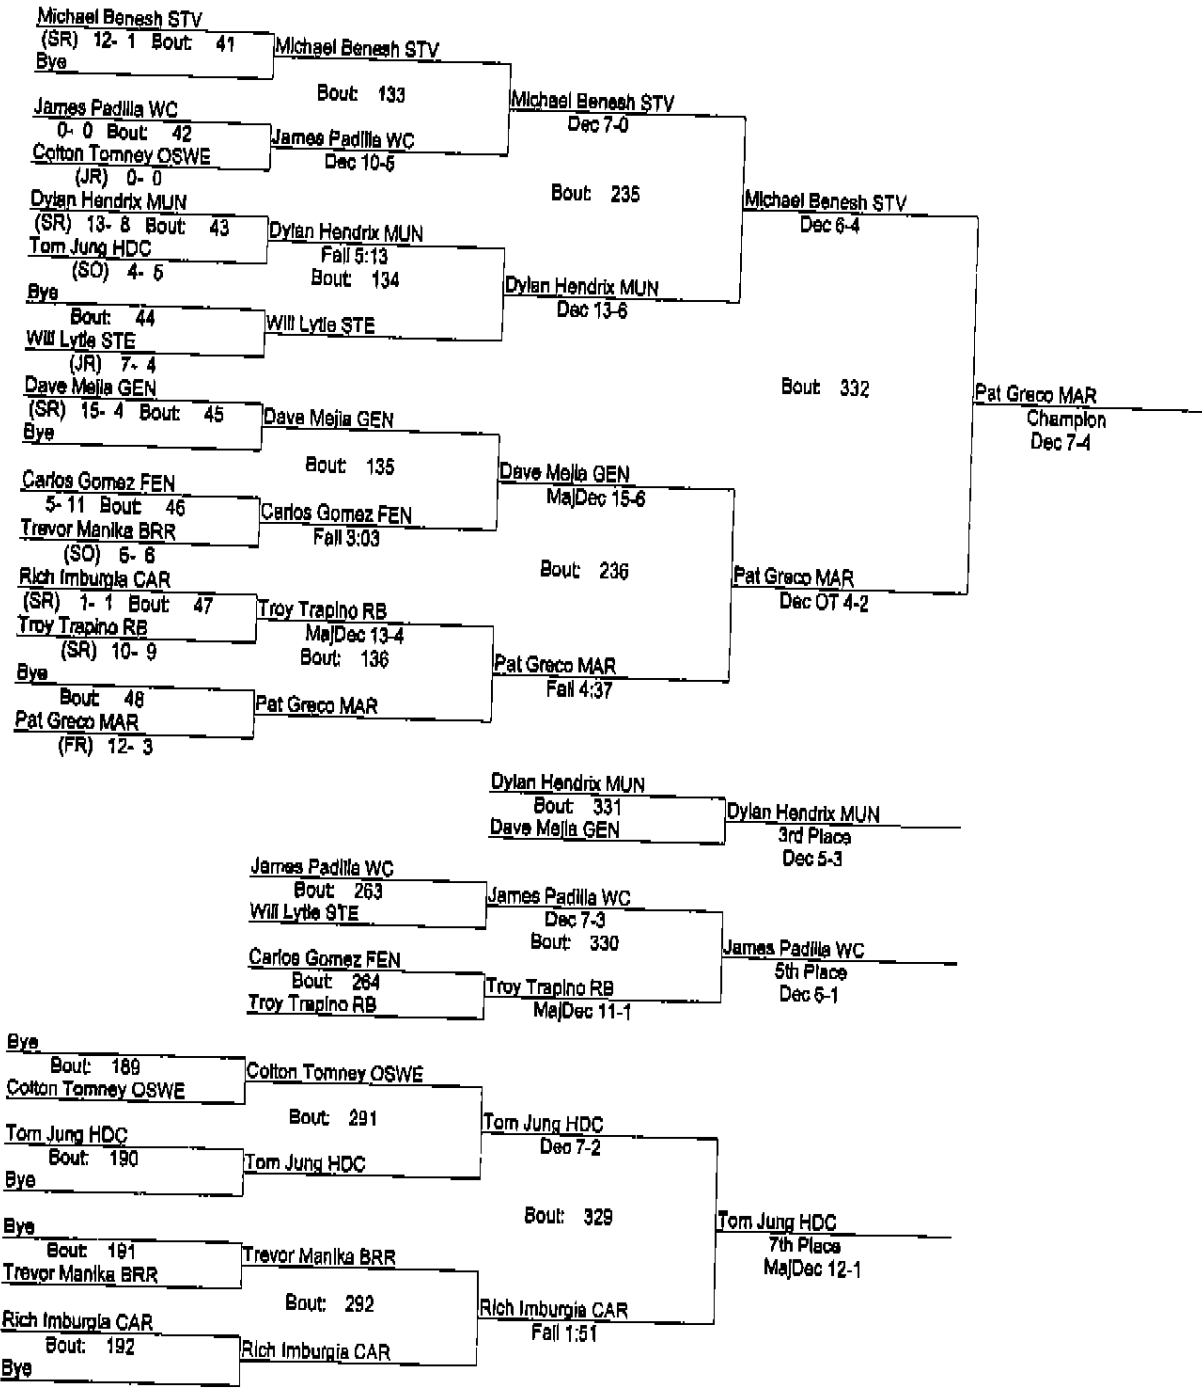 Michael Benesh STV
(SR) 12- 1 Bout: 41
Bye
Michael Benesh STV
Bout: 133
James Padilla WC
0- 0 Bout: 42
Colton Tomney OSWE
(JR) 0- 0
James Padilla WC
Dec 10-5
Michael Benesh STV
Dec 7-0
Bout: 235
Dylan Hendrix MUN
(SR) 13- 8 Bout: 43
Tom Jung HDC
(SO) 4- 5
Dylan Hendrix MUN
Fall 5:13
Bout: 134
Bye
Bout: 44
Will Lytle STE
(JR) 7- 4
Will Lytle STE
Dylan Hendrix MUN
Dec 13-6
Michael Benesh STV
Dec 6-4
Bout: 332
Dave Mejia GEN
(SR) 15- 4 Bout: 45
Bye
Dave Mejia GEN
Bout: 135
Carlos Gomez FEN
5- 11 Bout: 46
Trevor Manika BRR
(SO) 6- 6
Carlos Gomez FEN
Fall 3:03
Dave Mejia GEN
MajDec 15-6
Bout: 236
Rich Imburgia CAR
(SR) 1- 1 Bout: 47
Troy Trapino RB
(SR) 10- 9
Troy Trapino RB
MajDec 13-4
Bout: 136
Bye
Bout: 48
Pat Greco MAR
(FR) 12- 3
Pat Greco MAR
Pat Greco MAR
Fall 4:37
Pat Greco MAR
Dec OT 4-2
Pat Greco MAR
Champion
Dec 7-4
Dylan Hendrix MUN
Bout: 331
Dave Mejia GEN
Dylan Hendrix MUN
3rd Place
Dec 5-3
James Padilla WC
Bout: 263
Will Lytle STE
James Padilla WC
Dec 7-3
Bout: 330
Carlos Gomez FEN
Bout: 264
Troy Trapino RB
Troy Trapino RB
MajDec 11-1
James Padilla WC
5th Place
Dec 5-1
Bye
Bout: 189
Colton Tomney OSWE
Colton Tomney OSWE
Bout: 291
Tom Jung HDC
Bout: 190
Bye
Tom Jung HDC
Tom Jung HDC
Dec 7-2
Bout: 329
Bye
Bout: 191
Trevor Manika BRR
Trevor Manika BRR
Bout: 292
Rich Imburgia CAR
Bout: 192
Bye
Rich Imburgia CAR
Rich Imburgia CAR
Fall 1:51
Tom Jung HDC
7th Place
MajDec 12-1